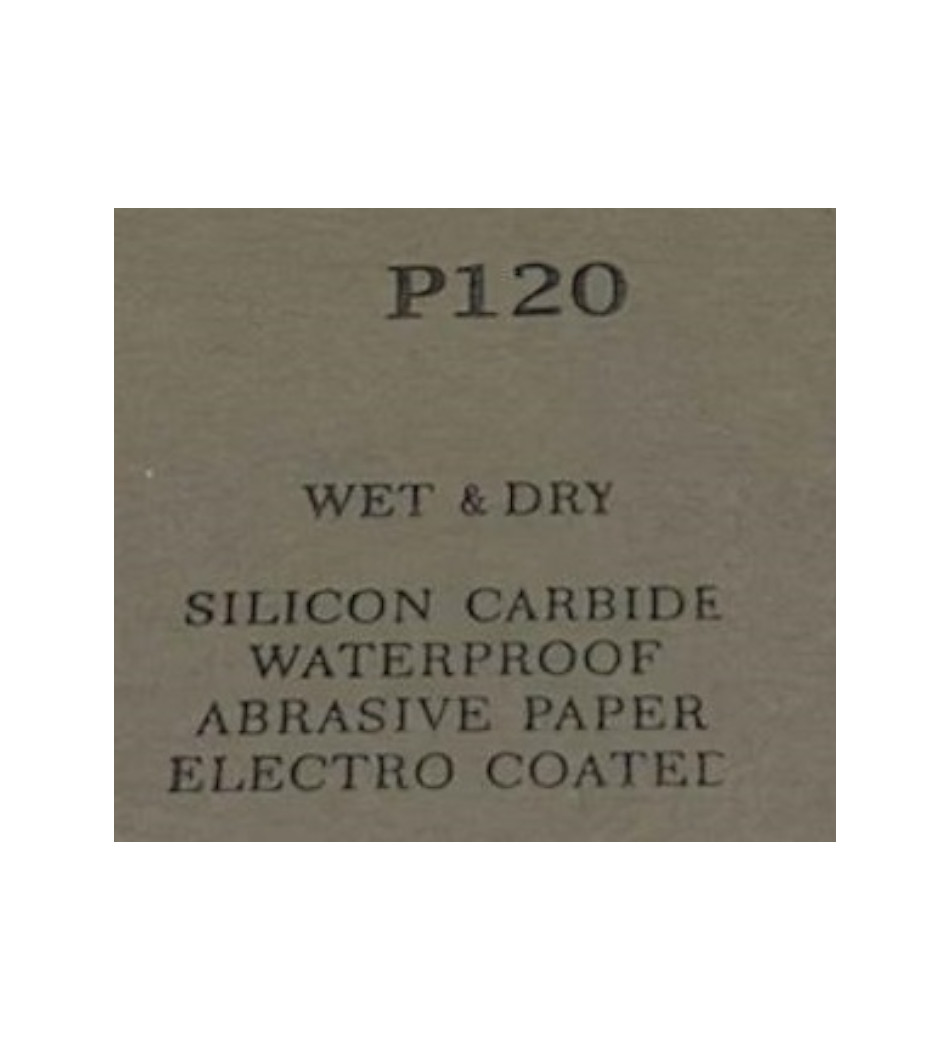 P120
WET & DRY
SILICON CARBIDE
WATERPROOF
ABRASIVE PAPER
ELECTRO COATED